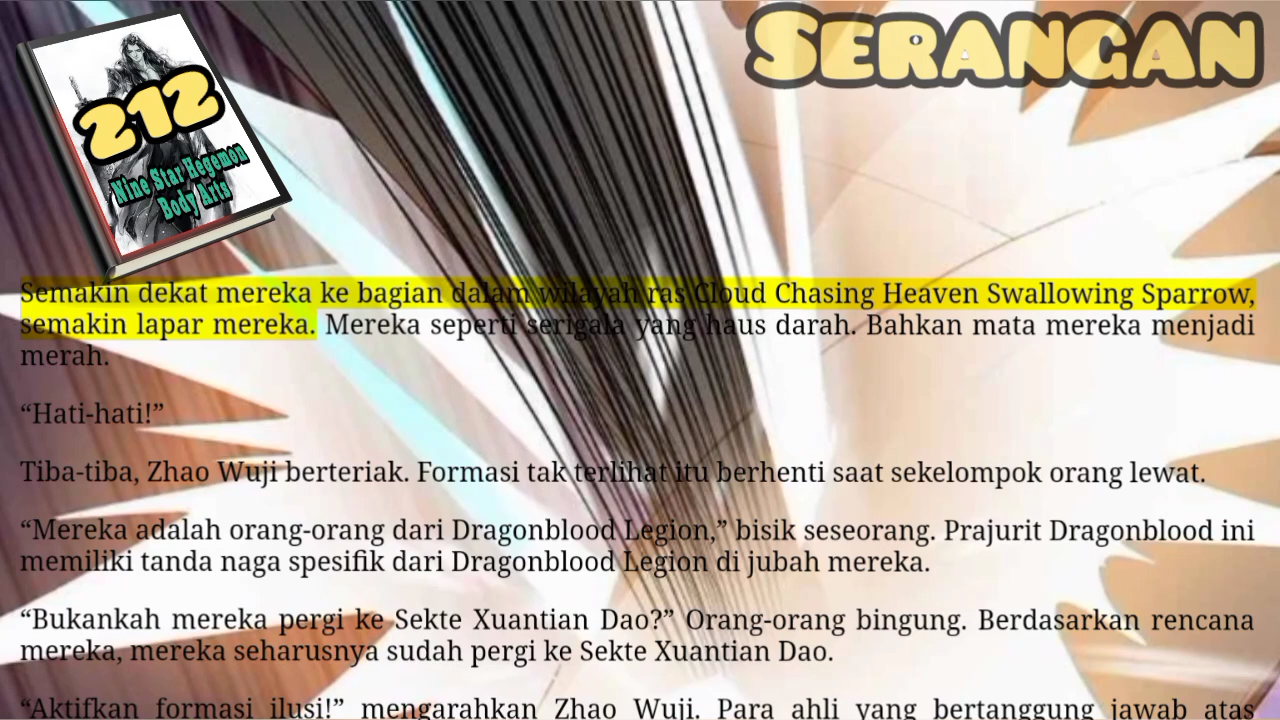 SERANGAN
212
Nine Star Hegemon
Body Arts
Semakin dekat mereka ke bagian dalam wilayah ras Cloud Chasing Heaven Swallowing Sparrow,
semakin lapar mereka. Mereka seperti serigala yang haus darah. Bahkan mata mereka menjadi
merah.
“Hati-hati!”
Tiba-tiba, Zhao Wuji berteriak. Formasi tak terlihat itu berhenti saat sekelompok orang lewat.
“Mereka adalah orang-orang dari Dragonblood Legion,” bisik seseorang. Prajurit Dragonblood ini
memiliki tanda naga spesifik dari Dragonblood Legion di jubah mereka.
“Bukankah mereka pergi ke Sekte Xuantian Dao?” Orang-orang bingung. Berdasarkan rencana
mereka, mereka seharusnya sudah pergi ke Sekte Xuantian Dao.
“Aktifkan formasi ilusi!” mengarahkan Zhao Wuji. Para ahli yang bertanggung jawab atas